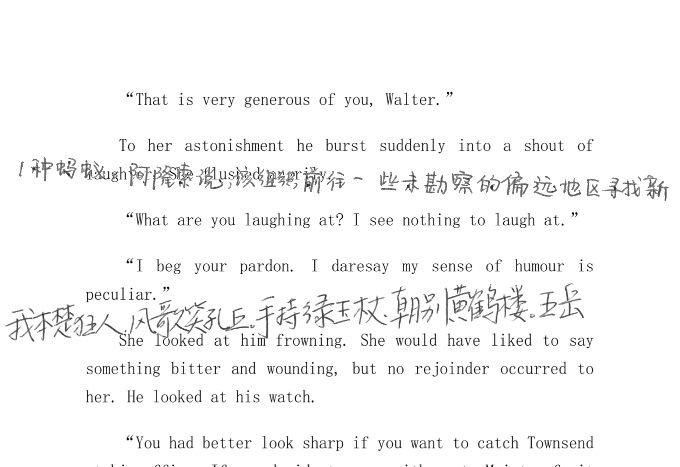 “That is very generous of you, Walter.”
To her astonishment he burst suddenly into a shout of
laughter. She flushed angrily.
1种蚂蚁。阿隆索说,该组织前往一些未勘察的偏远地区寻找新
“What are you laughing at? I see nothing to laugh at.”
“I beg your pardon. I daresay my sense of humour is
peculiar.”
我本楚狂人,风歌笑孔丘。手持绿玉杖,朝别黄鹤楼。五岳
She looked at him frowning. She would have liked to say
something bitter and wounding, but no rejoinder occurred to
her. He looked at his watch.
“You had better look sharp if you want to catch Townsend